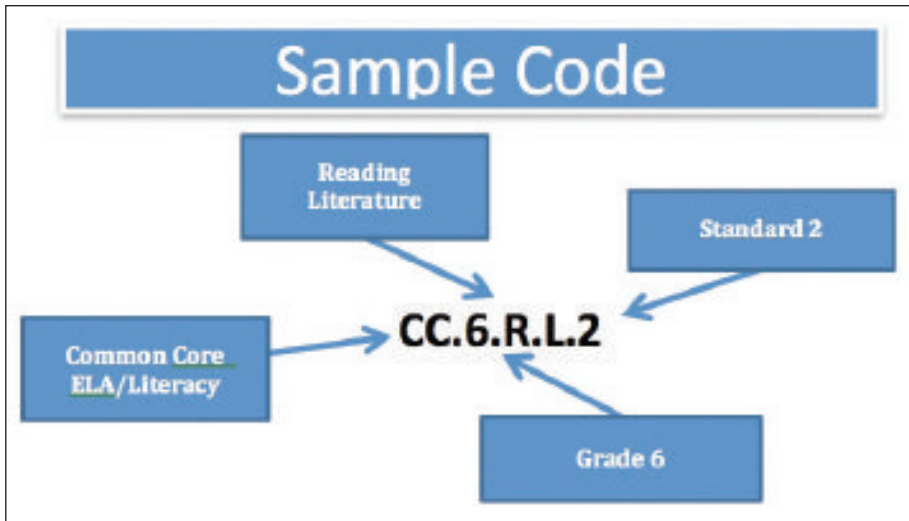 Sample Code
Reading
Literature
Standard 2
CC.6.R.L.2
Common Core
ELA/Literacy
Grade 6